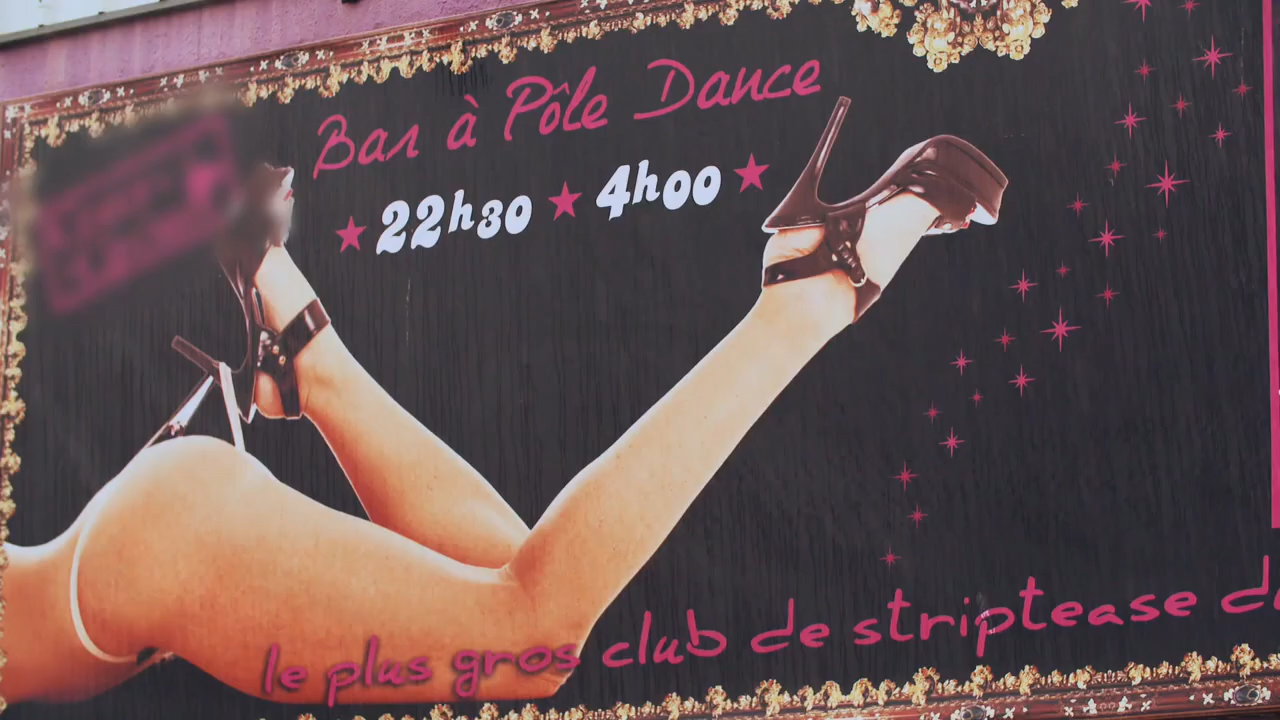 Bar à Pôle Dance
22h30 ★ 4h00
le plus gros club de striptease